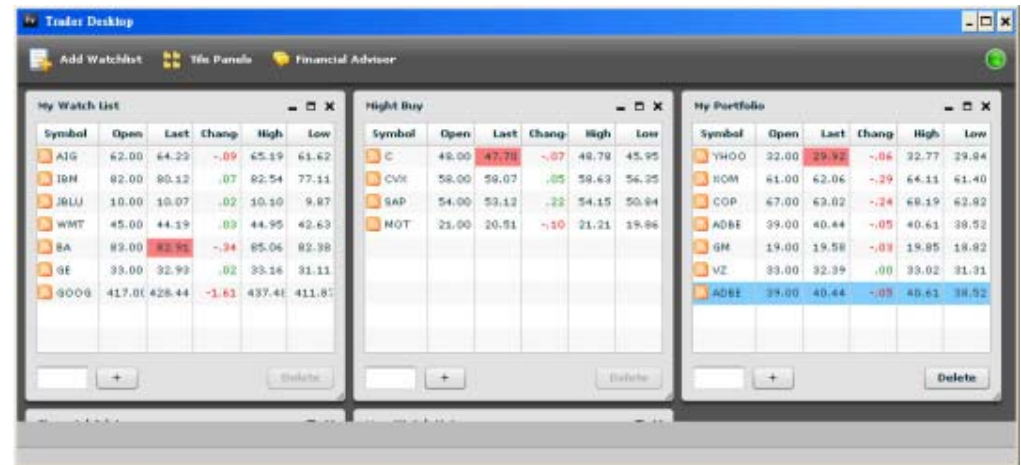 Trader Desktop
Add Watchlist Tile Panels Financial Advisor
My Watch List
Symbol Open Last Chang High Low
AIG 62.00 64.23 -.09 65.19 61.62
IBM 82.00 80.12 .07 82.54 77.11
JBLU 10.00 10.07 .02 10.10 9.87
WMT 45.00 44.19 .03 44.95 42.63
BA 83.00 82.91 -.34 85.06 82.38
GE 33.00 32.93 .02 33.16 31.11
GOOG 428.44 -1.61
+ Delete
Might Buy
Symbol Open Last Chang High Low
C 48.00 47.78 -.07 48.78 45.95
CVX 58.00 58.07 .05 58.63 56.35
SAP 54.00 53.12 .22 54.15 50.84
MOT 21.00 20.51 -.10 21.21 19.86
+ Delete
My Portfolio
Symbol Open Last Chang High Low
YHOO 32.00 29.92 -.06 32.77 29.84
XOM 61.00 62.06 -.29 64.11 61.40
COP 67.00 63.02 -.24 68.19 62.82
ADBE 39.00 40.44 -.05 40.61 38.52
GM 19.00 19.58 -.03 19.85 18.82
VZ 33.00 32.39 .00 33.02 31.31
ADBE 39.00 40.44 -.05 40.61 38.52
+ Delete